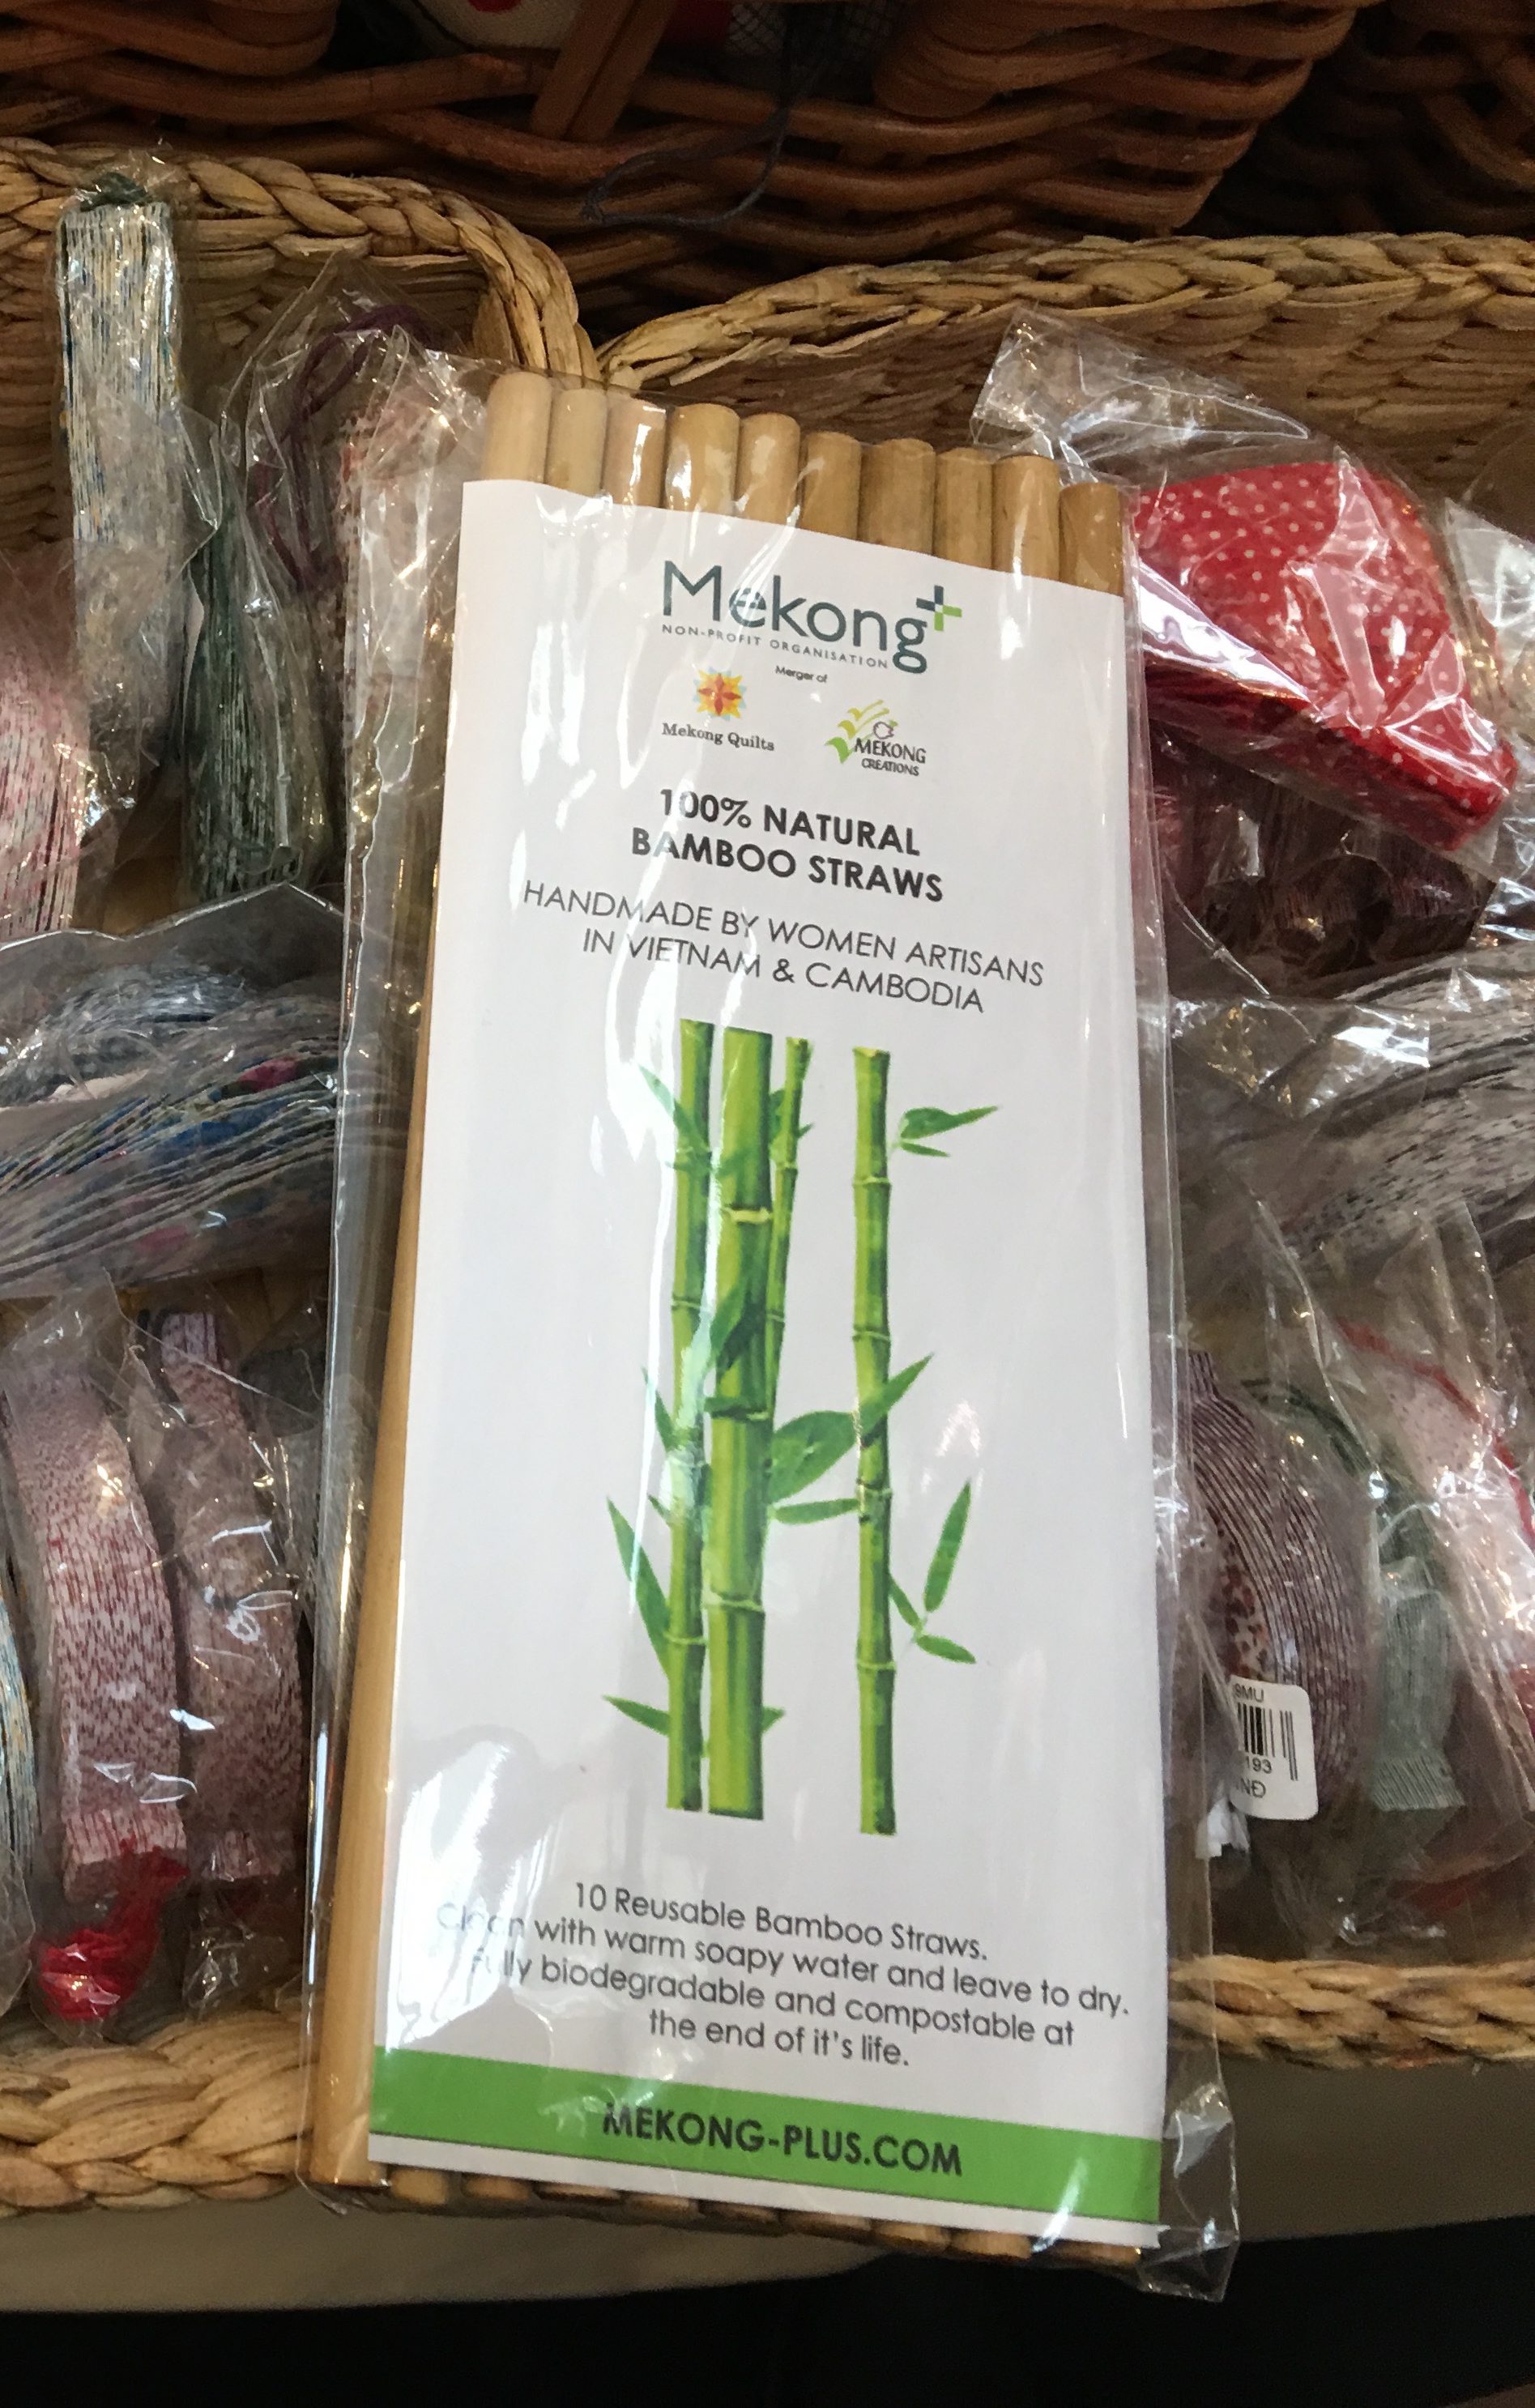 Mekong+
NON-PROFIT ORGANISATION
Merger of
Mekong Quilts
MEKONG
CREATIONS
100% NATURAL
BAMBOO STRAWS
HANDMADE BY WOMEN ARTISANS
IN VIETNAM & CAMBODIA
10 Reusable Bamboo Straws.
Clean with warm soapy water and leave to dry.
Fully biodegradable and compostable at
the end of it's life.
MEKONG-PLUS.COM